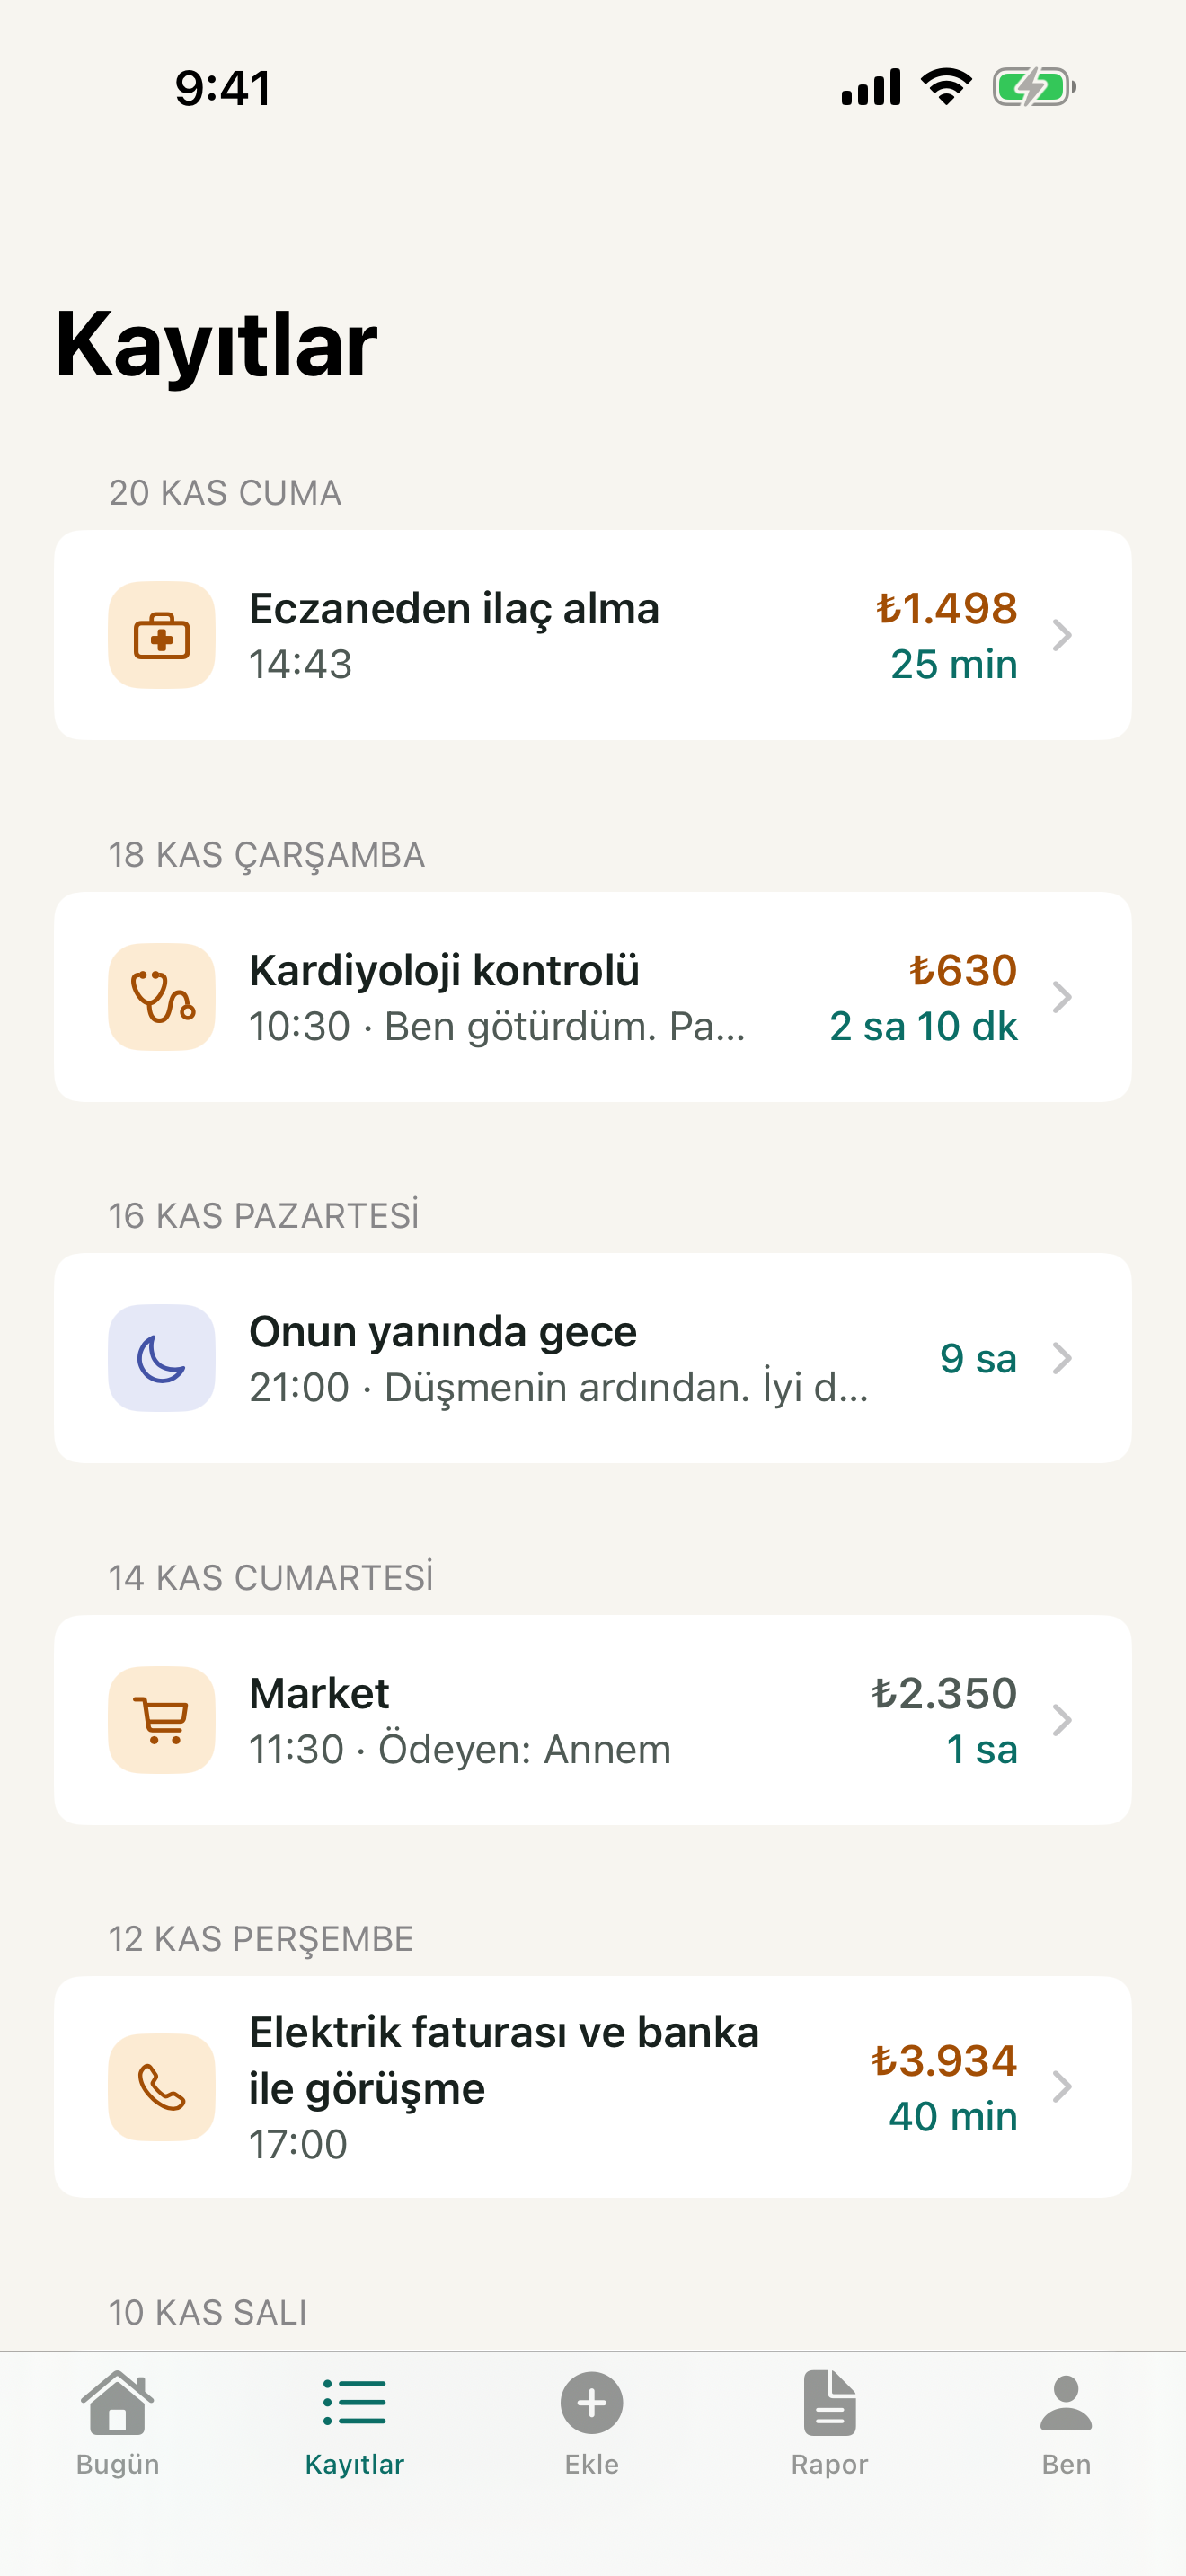 9:41
Kayıtlar
20 KAS CUMA
Eczaneden ilaç alma
₺1.498
14:43
25 min
18 KAS ÇARŞAMBA
Kardiyoloji kontrolü
₺630
10:30 · Ben götürdüm. Pa...
2 sa 10 dk
16 KAS PAZARTESİ
Onun yanında gece
21:00 · Düşmenin ardından. İyi d...
9 sa
14 KAS CUMARTESİ
Market
₺2.350
11:30 · Ödeyen: Annem
1 sa
12 KAS PERŞEMBE
Elektrik faturası ve banka
ile görüşme
₺3.934
17:00
40 min
10 KAS SALI
Bugün
Kayıtlar
Ekle
Rapor
Ben